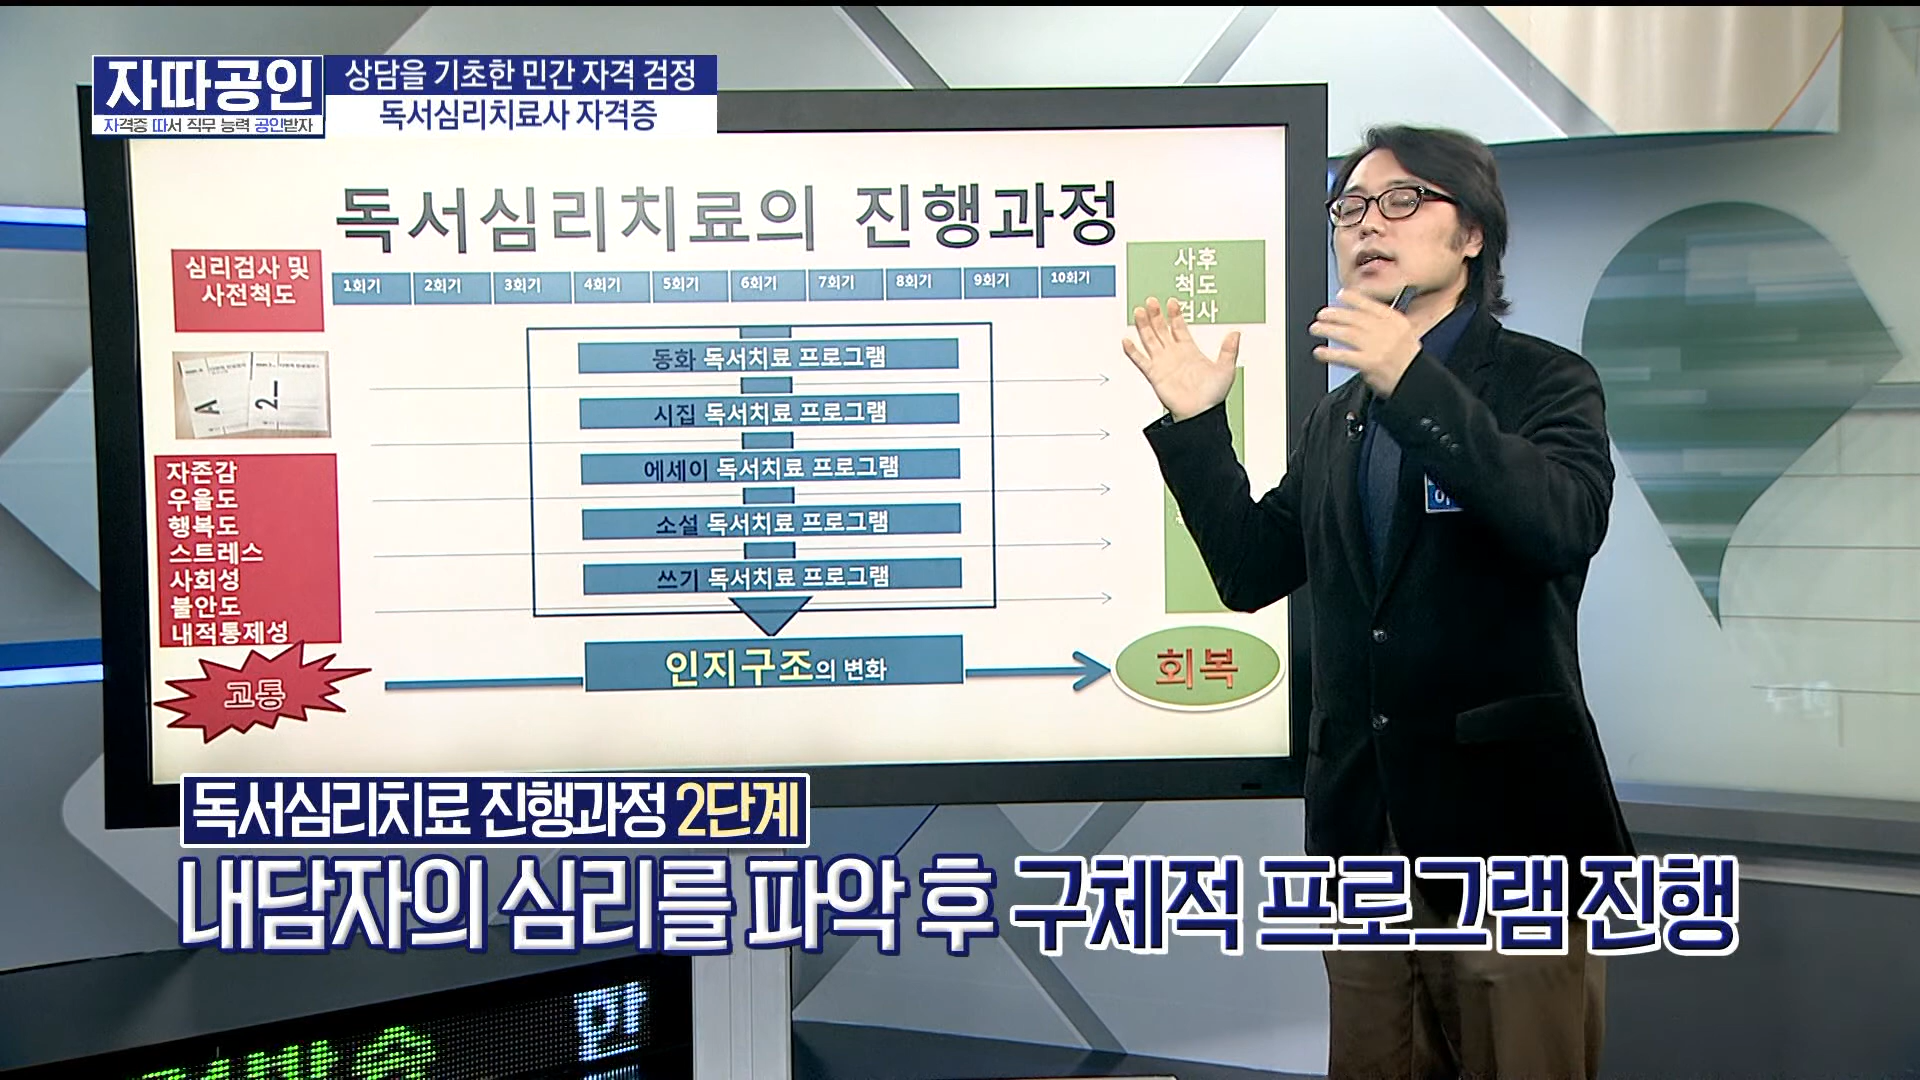 자따공인
자격증 따서 직무 능력 공인받자
상담을 기초한 민간 자격 검정
독서심리치료사 자격증
독서심리치료의 진행과정
심리검사 및
사전척도
1회기 2회기 3회기 4회기 5회기 6회기 7회기 8회기 9회기 10회기
사후
척도
검사
동화 독서치료 프로그램
시집 독서치료 프로그램
에세이 독서치료 프로그램
소설 독서치료 프로그램
쓰기 독서치료 프로그램
A
2
자존감
우울도
행복도
스트레스
사회성
불안도
내적통제성
고통
인지구조의 변화
회복
이
독서심리치료 진행과정 2단계
내담자의 심리를 파악 후 구체적 프로그램 진행